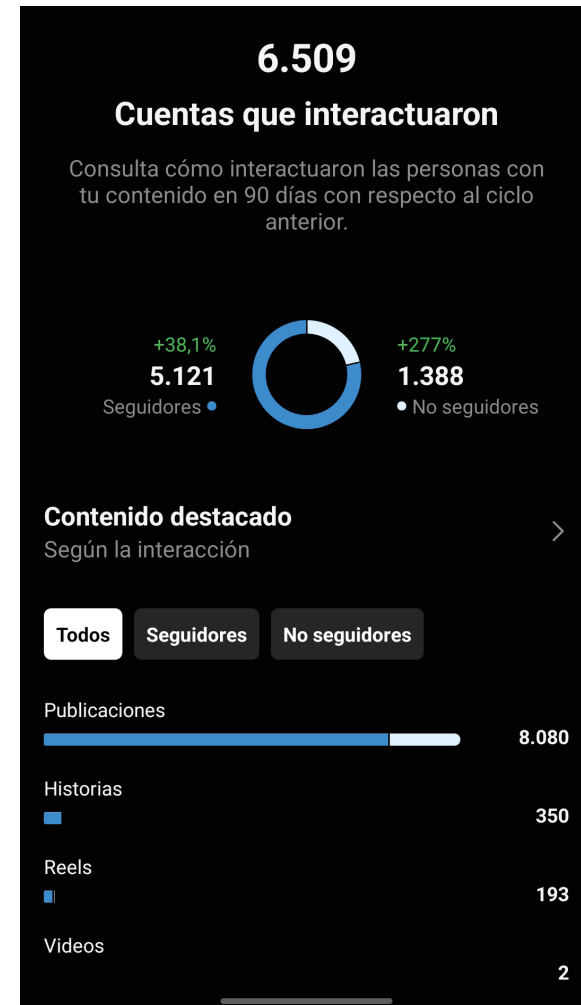 6.509
Cuentas que interactuaron
Consulta cómo interactuaron las personas con
tu contenido en 90 días con respecto al ciclo
anterior.
+38,1%
5.121
Seguidores
+277%
1.388
No seguidores
Contenido destacado
Según la interacción
Todos Seguidores No seguidores
Publicaciones
8.080
Historias
350
Reels
193
Videos
2